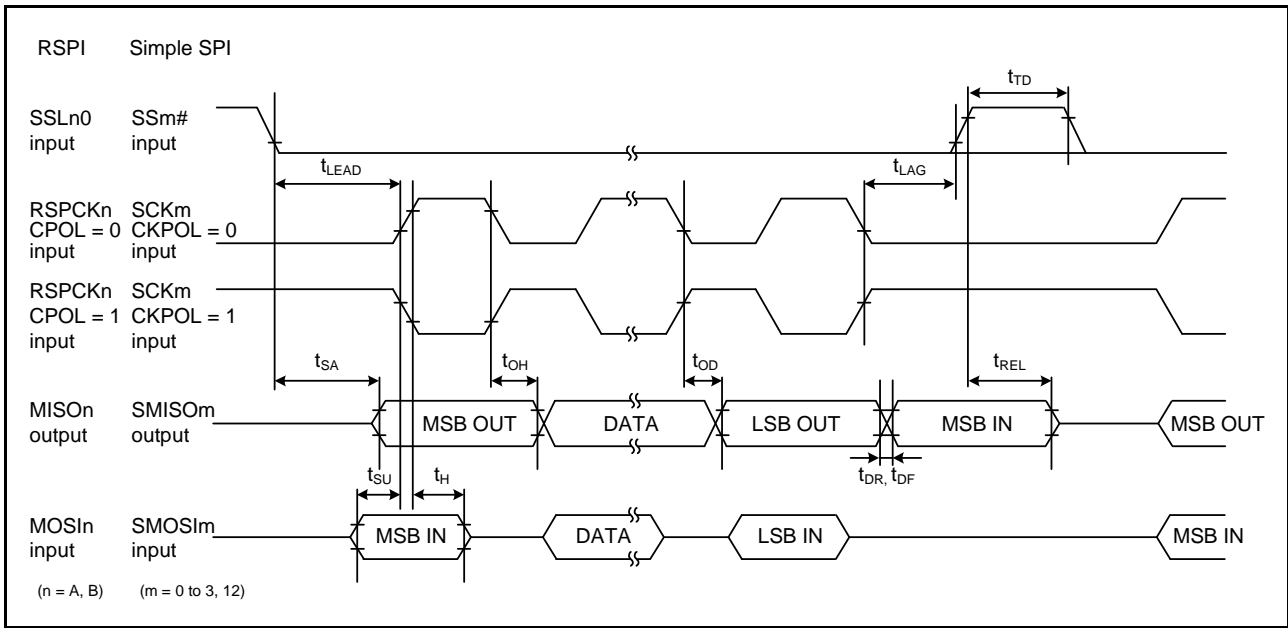 RSPI Simple SPI
tTD
SSLn0 SSm#
input input
tLEAD tLAG
RSPCKn SCKm
CPOL = 0 CKPOL = 0
input input
RSPCKn SCKm
CPOL = 1 CKPOL = 1
input input
tSA tOH tOD tREL
MISOn SMISOm MSB OUT DATA LSB OUT MSB IN MSB OUT
output output
tSU tH tDR, tDF
MOSIn SMOSIm MSB IN DATA LSB IN MSB IN
input input
(n = A, B) (m = 0 to 3, 12)